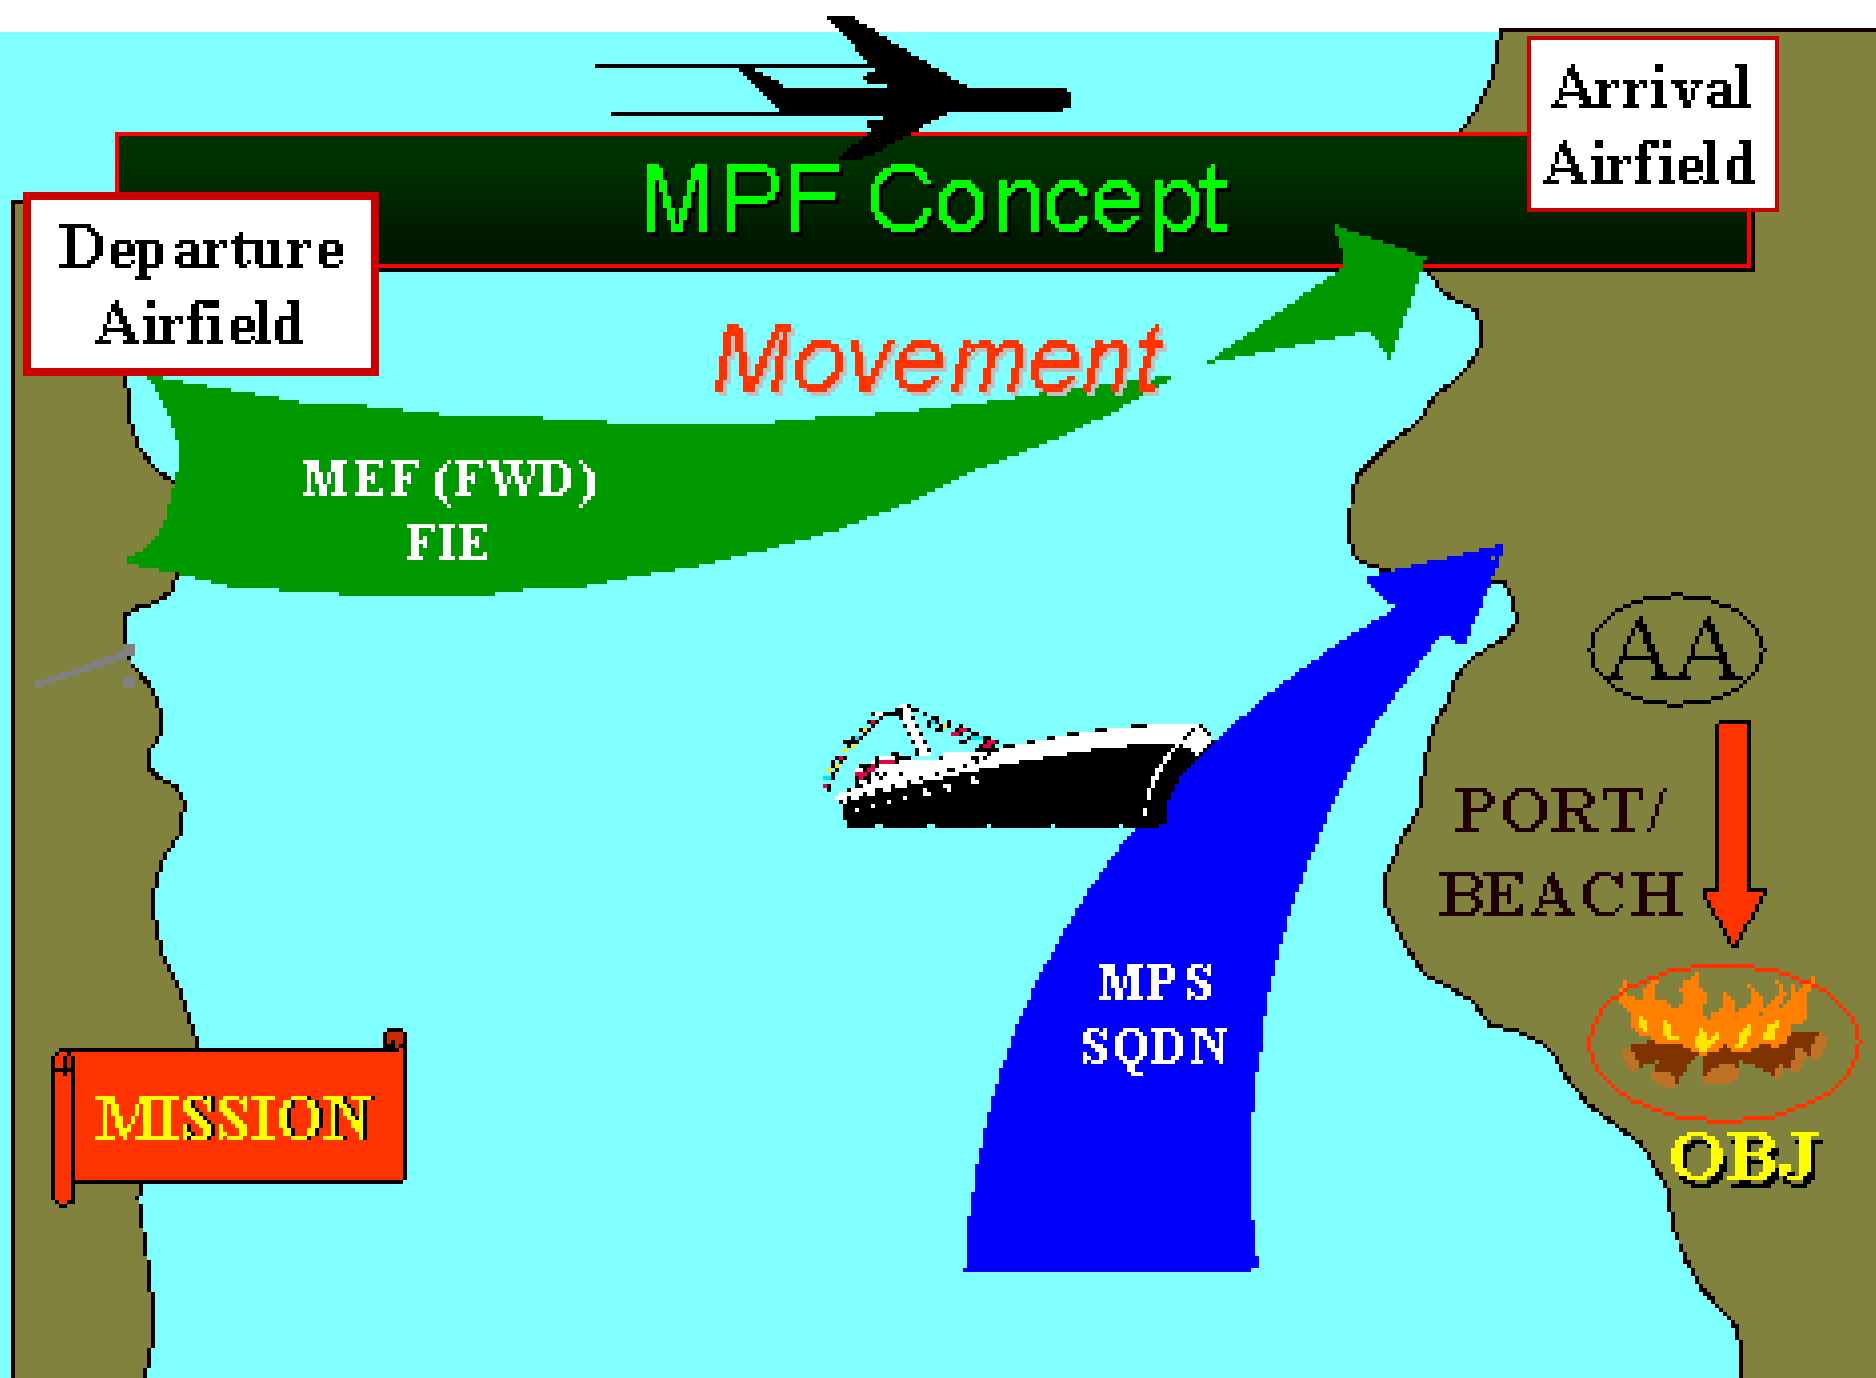 Arrival
Airfield
MPF Concept
Departure
Airfield
Movement
MEF (FWD)
FIE
AA
PORT/
BEACH
MPS
SQDN
MISSION
OBJ